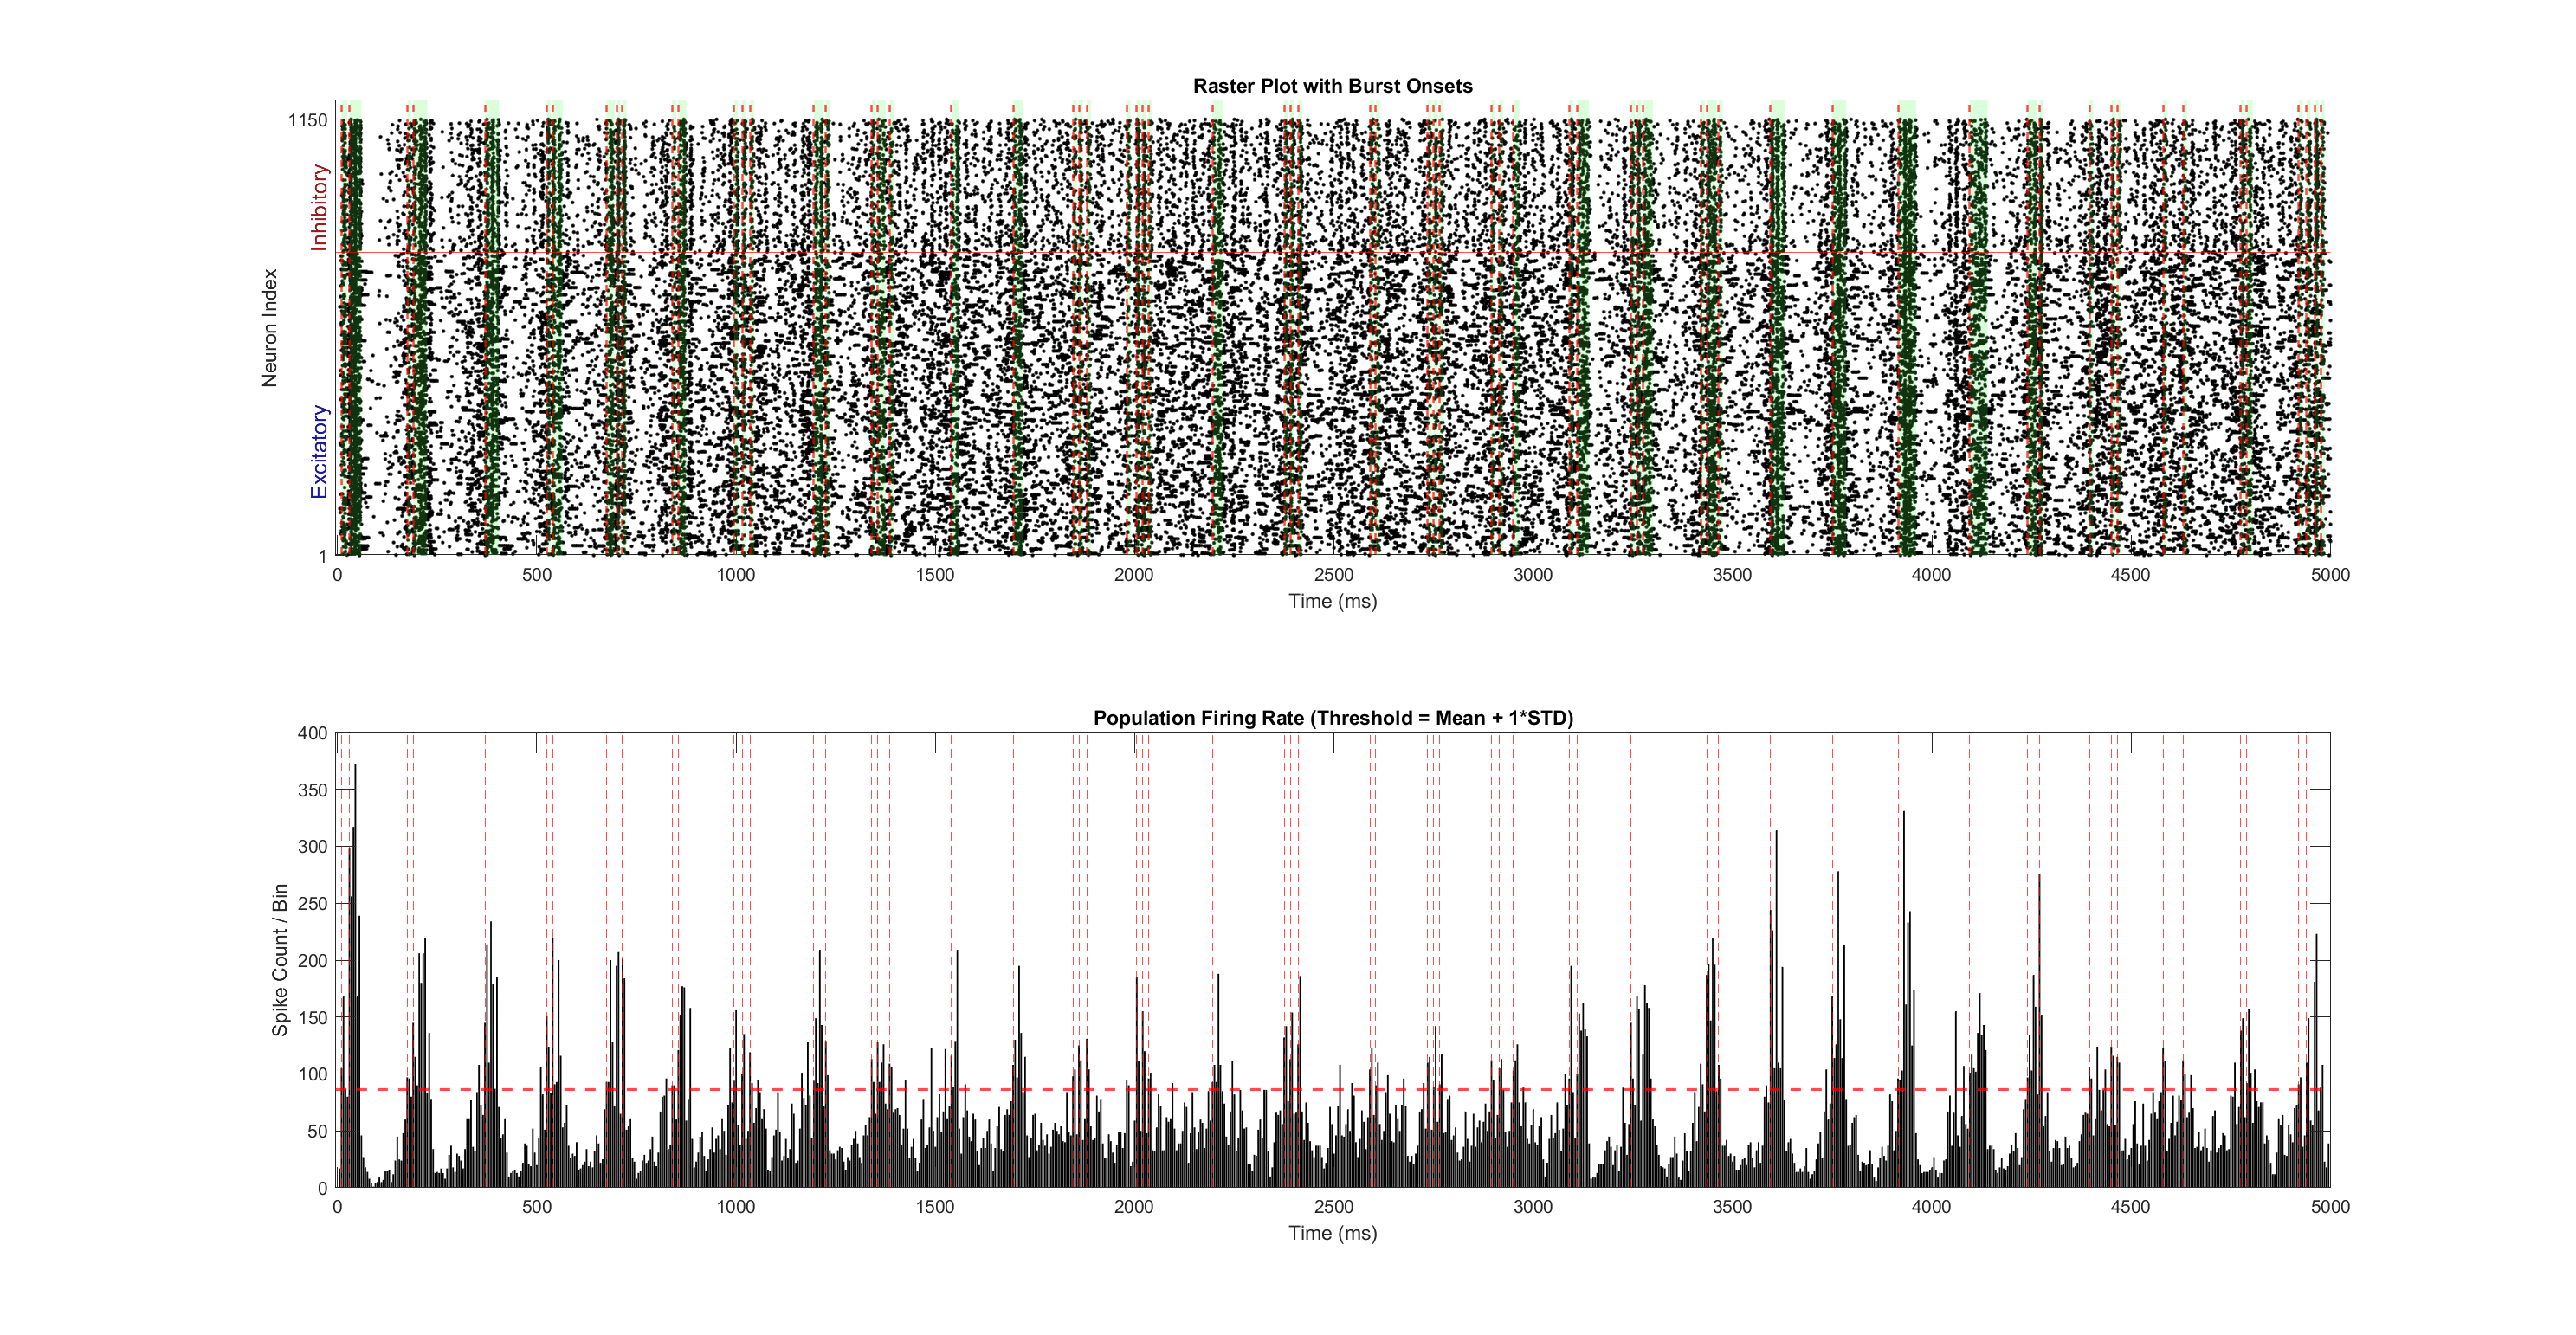 Raster Plot with Burst Onsets
1150
Inhibitory
Neuron Index
Excitatory
1
0 500 1000 1500 2000 2500 3000 3500 4000 4500 5000
Time (ms)
Population Firing Rate (Threshold = Mean + 1*STD)
400
350
300
250
200
150
100
50
0
Spike Count / Bin
0 500 1000 1500 2000 2500 3000 3500 4000 4500 5000
Time (ms)